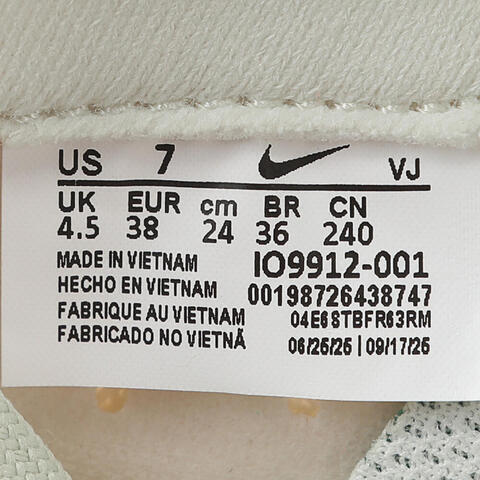 US 7 VJ
UK EUR cm BR CN
4.5 38 24 36 240
MADE IN VIETNAM IO9912-001
HECHO EN VIETNAM 00198726438747
FABRIQUE AU VIETNAM 04E68TBFR63RM
FABRICADO NO VIETNÃ 06/25/25 | 09/17/25